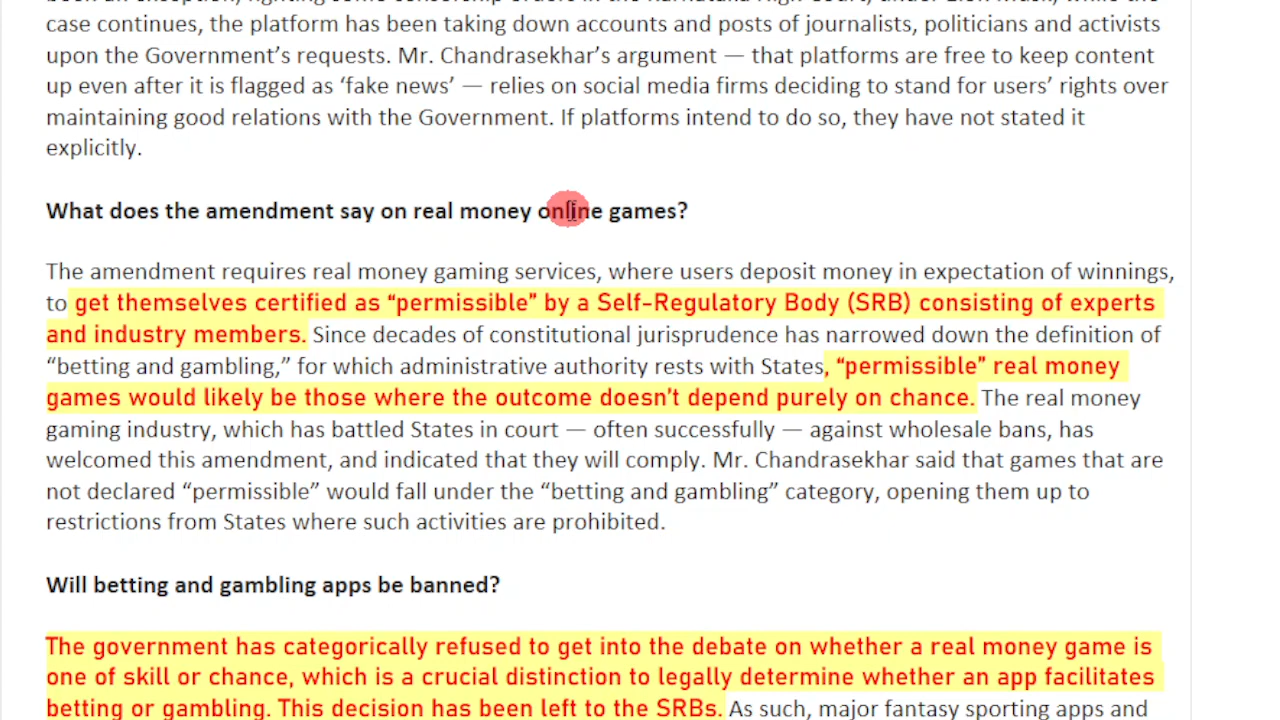 case continues, the platform has been taking down accounts and posts of journalists, politicians and activists
upon the Government’s requests. Mr. Chandrasekhar’s argument — that platforms are free to keep content
up even after it is flagged as ‘fake news’ — relies on social media firms deciding to stand for users’ rights over
maintaining good relations with the Government. If platforms intend to do so, they have not stated it
explicitly.
What does the amendment say on real money online games?
The amendment requires real money gaming services, where users deposit money in expectation of winnings,
to get themselves certified as “permissible” by a Self-Regulatory Body (SRB) consisting of experts
and industry members. Since decades of constitutional jurisprudence has narrowed down the definition of
“betting and gambling,” for which administrative authority rests with States, “permissible” real money
games would likely be those where the outcome doesn’t depend purely on chance. The real money
gaming industry, which has battled States in court — often successfully — against wholesale bans, has
welcomed this amendment, and indicated that they will comply. Mr. Chandrasekhar said that games that are
not declared “permissible” would fall under the “betting and gambling” category, opening them up to
restrictions from States where such activities are prohibited.
Will betting and gambling apps be banned?
The government has categorically refused to get into the debate on whether a real money game is
one of skill or chance, which is a crucial distinction to legally determine whether an app facilitates
betting or gambling. This decision has been left to the SRBs. As such, major fantasy sporting apps and